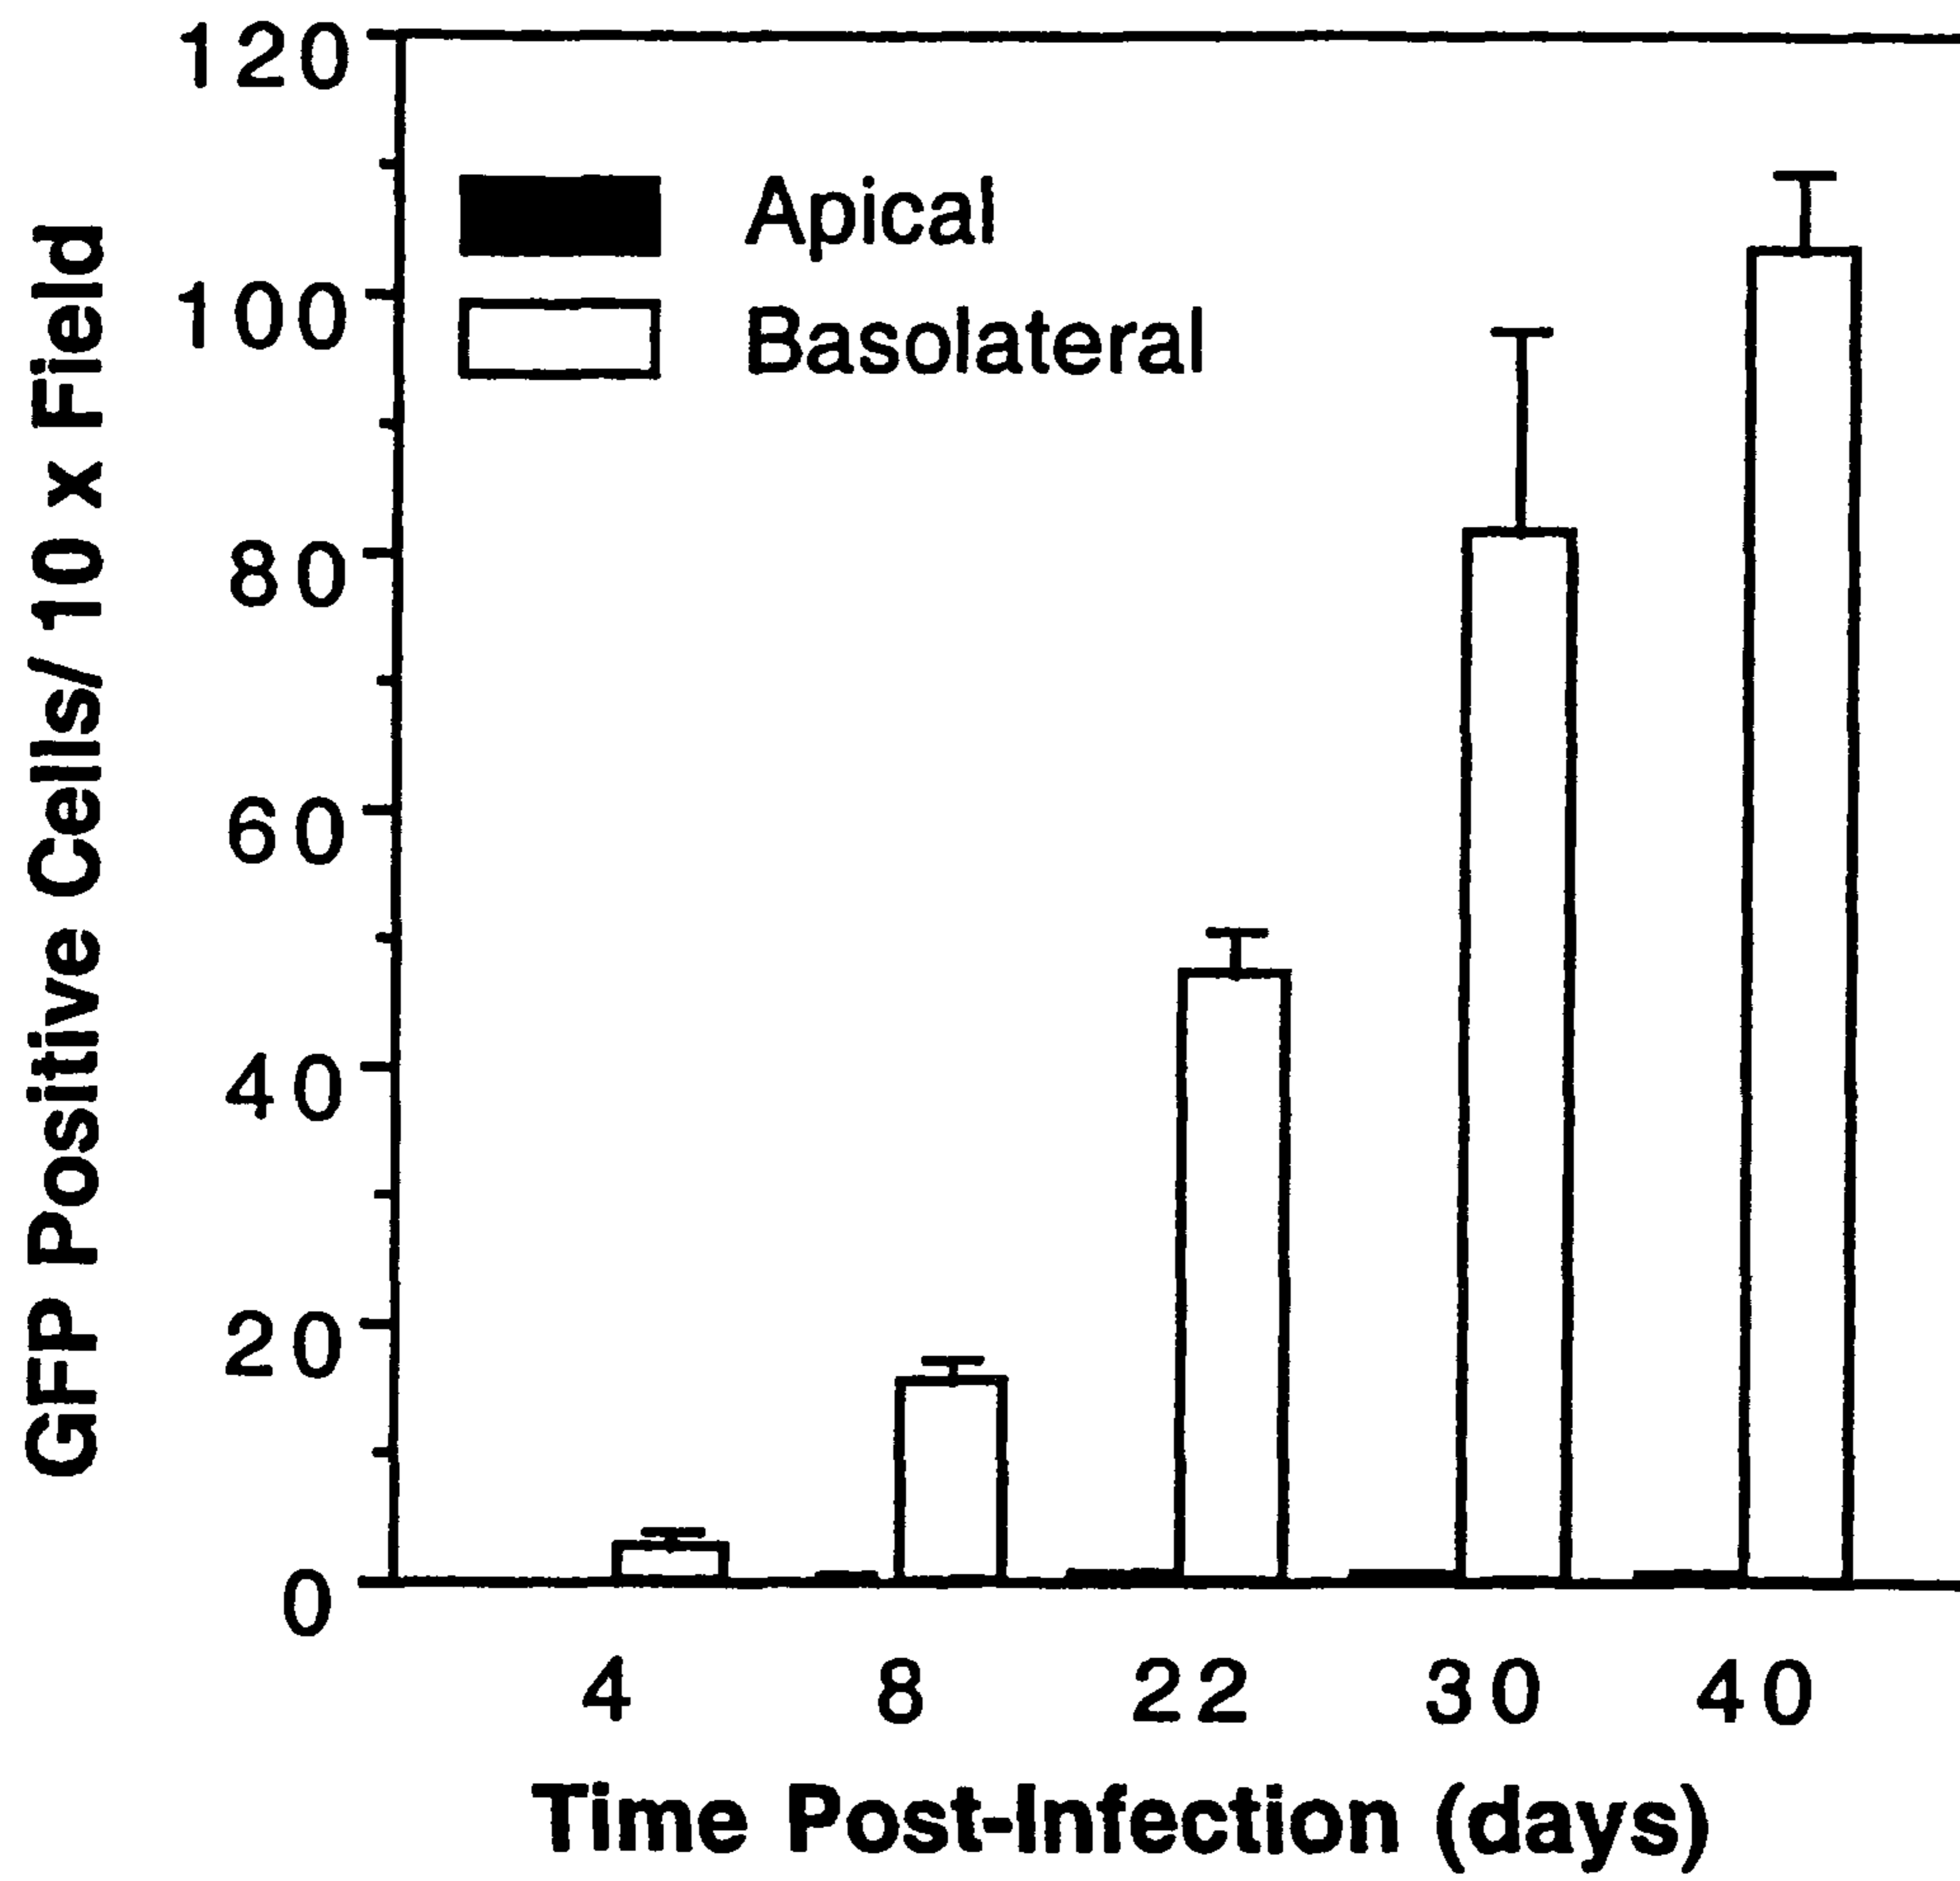 120
100
80
60
40
20
0
GFP Positive Cells/ 10 x Field
Apical
Basolateral
4 8 22 30 40
Time Post-Infection (days)